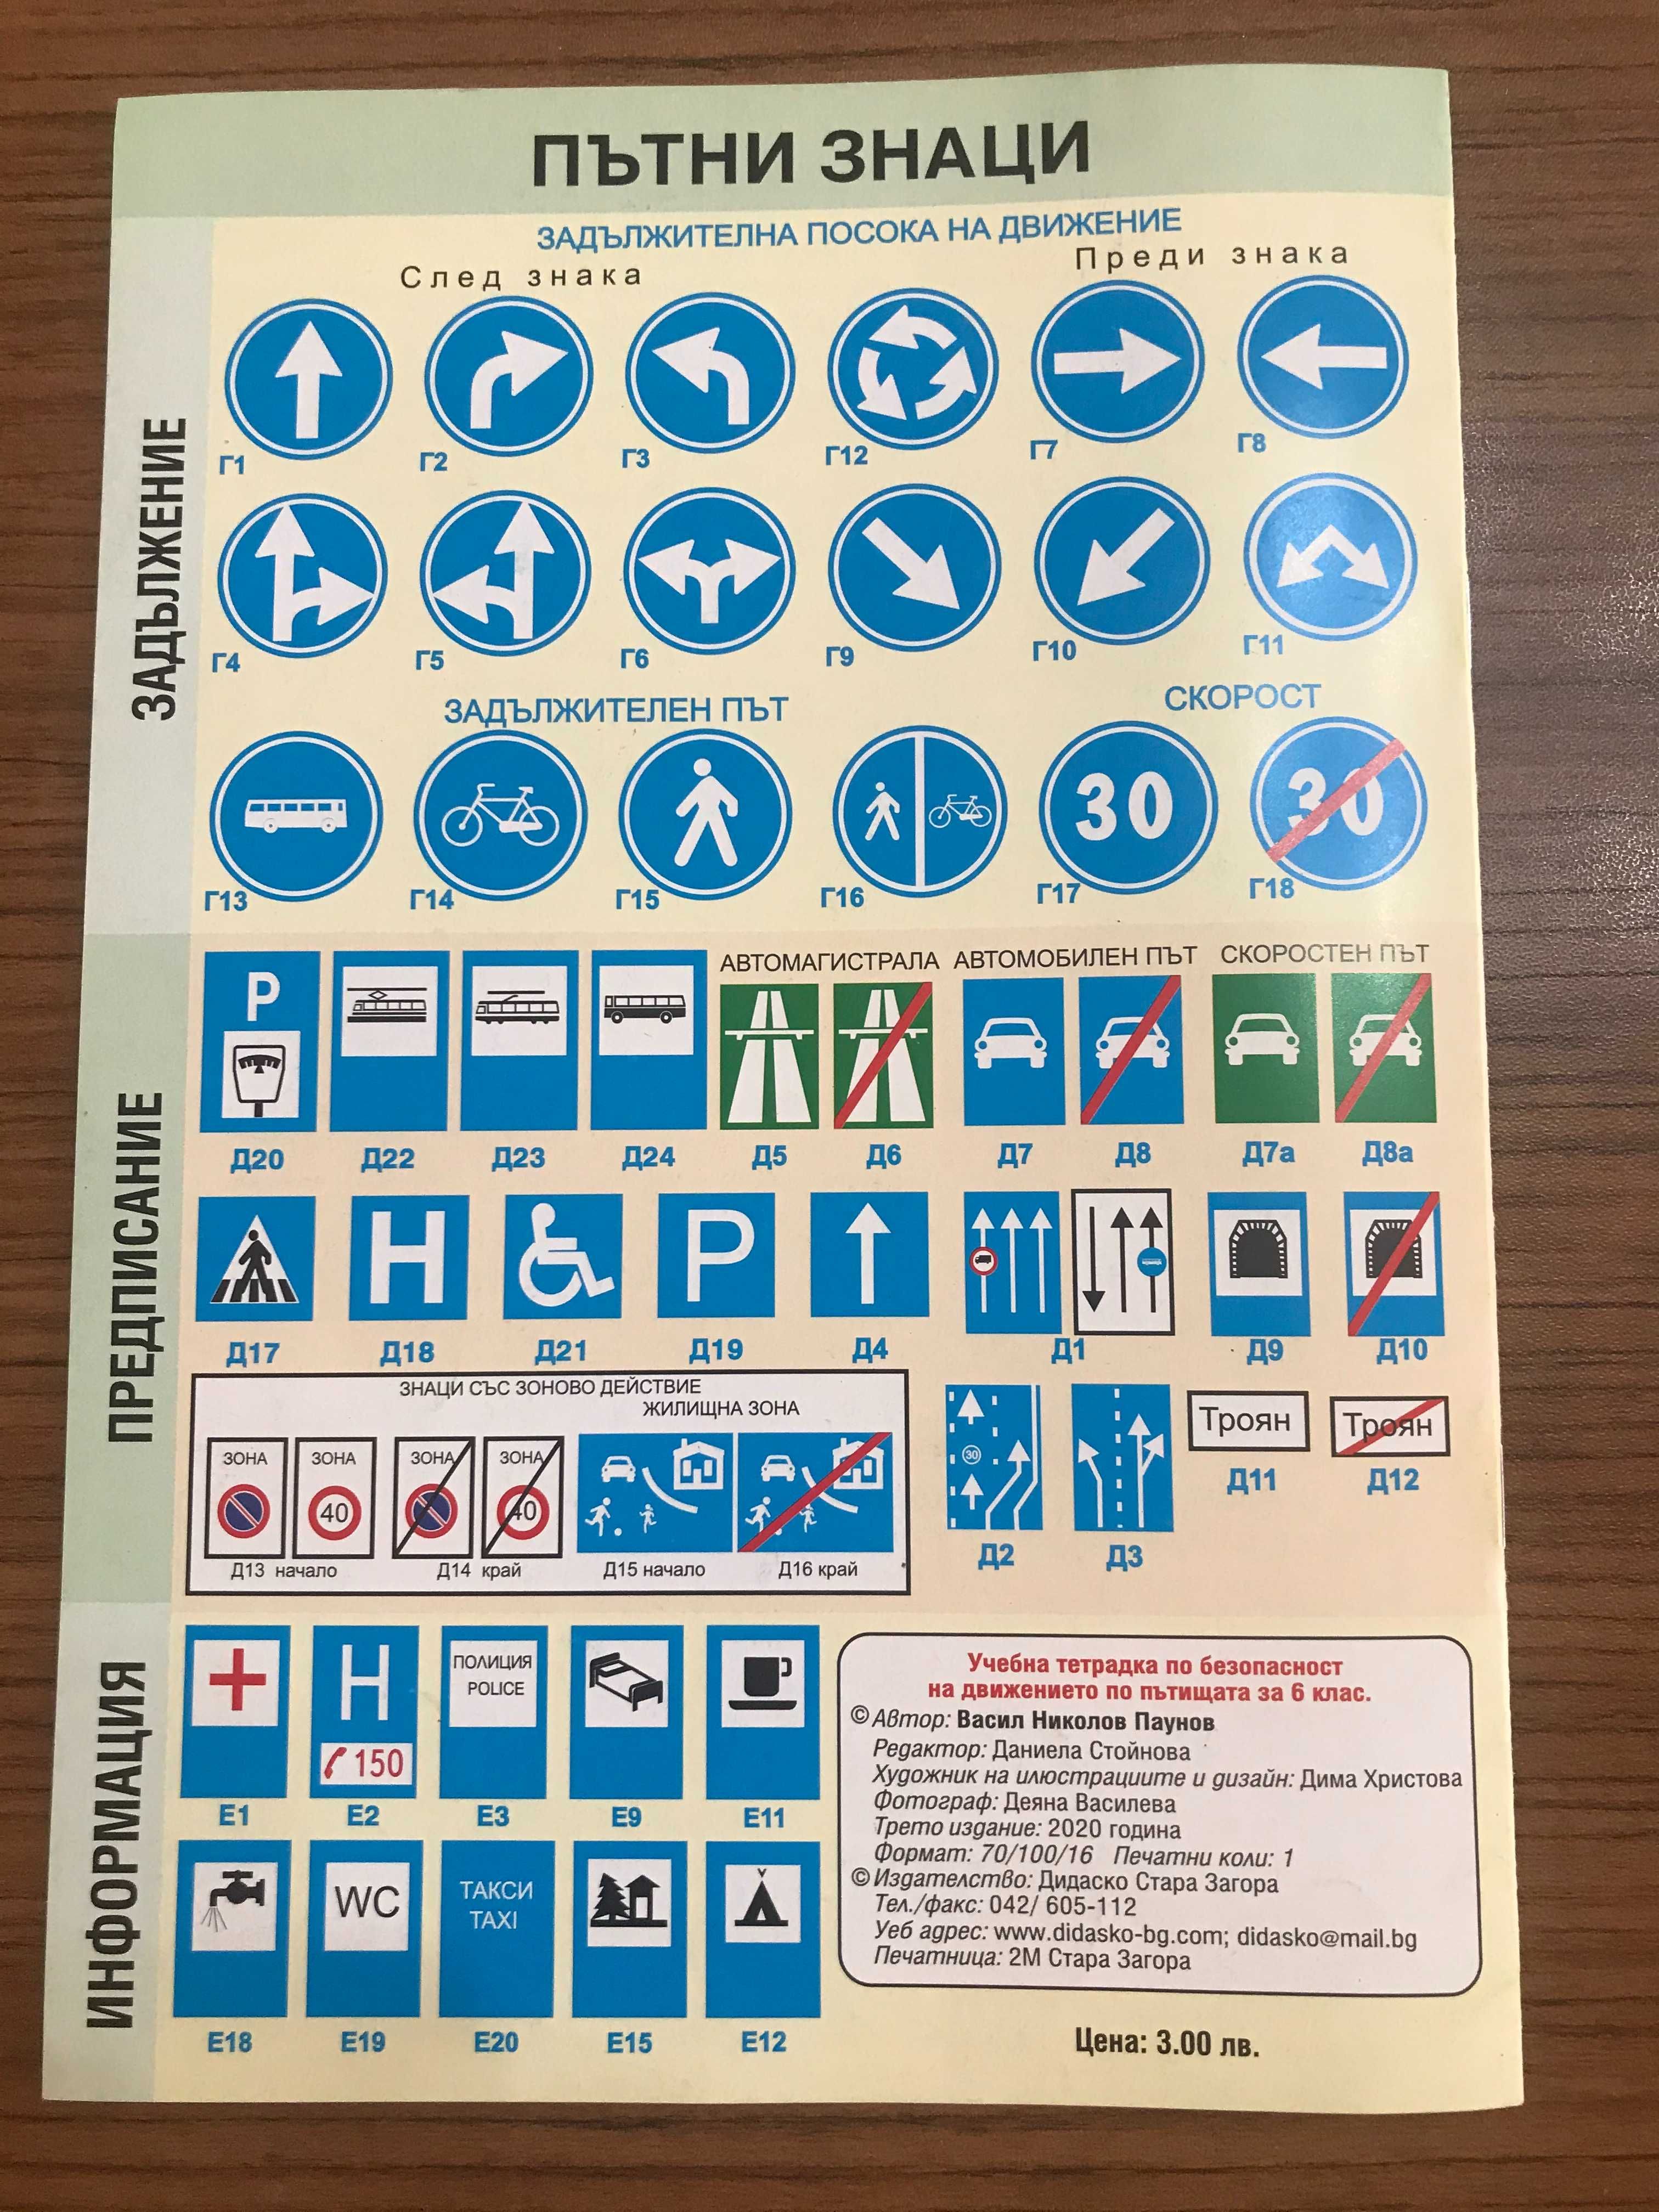 ПЪТНИ ЗНАЦИ
ЗАДЪЛЖЕНИЕ
ЗАДЪЛЖИТЕЛНА ПОСОКА НА ДВИЖЕНИЕ
След знака
Преди знака
Г1 Г2 Г3 Г12 Г7 Г8
Г4 Г5 Г6 Г9 Г10 Г11
ЗАДЪЛЖИТЕЛЕН ПЪТ
СКОРОСТ
30 30
Г13 Г14 Г15 Г16 Г17 Г18
ПРЕДПИСАНИЕ
АВТОМАГИСТРАЛА АВТОМОБИЛЕН ПЪТ СКОРОСТЕН ПЪТ
P
Д20 Д22 Д23 Д24 Д5 Д6 Д7 Д8 Д7а Д8а
H P
Д17 Д18 Д21 Д19 Д4 Д1 Д9 Д10
ЗНАЦИ СЪС ЗОНОВО ДЕЙСТВИЕ
ЖИЛИЩНА ЗОНА
ЗОНА ЗОНА ЗОНА ЗОНА
40 40
Д13 начало Д14 край Д15 начало Д16 край
30
Д2 Д3
Троян Троян
Д11 Д12
ИНФОРМАЦИЯ
H
150
ПОЛИЦИЯ
POLICE
Е1 Е2 Е3 Е9 Е11
WC
ТАКСИ
TAXI
Е18 Е19 Е20 Е15 Е12
Учебна тетрадка по безопасност
на движението по пътищата за 6 клас.
© Автор: Васил Николов Паунов
Редактор: Даниела Стойнова
Художник на илюстрациите и дизайн: Дима Христова
Фотограф: Деяна Василева
Трето издание: 2020 година
Формат: 70/100/16 Печатни коли: 1
© Издателство: Дидаско Стара Загора
Тел./факс: 042/ 605-112
Уеб адрес: www.didasko-bg.com; didasko@mail.bg
Печатница: 2М Стара Загора
Цена: 3.00 лв.